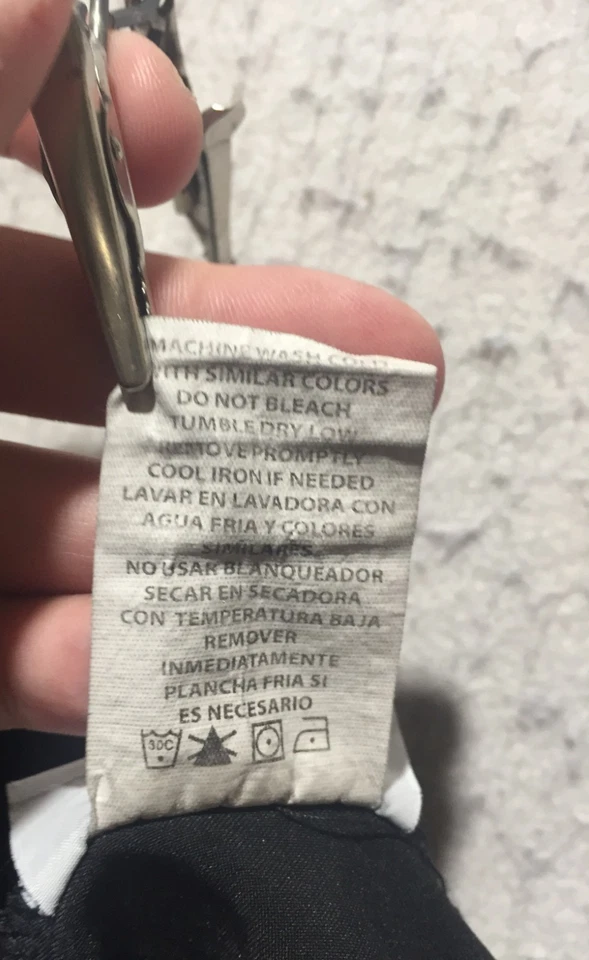 MACHINE WASH COLD
WITH SIMILAR COLORS
DO NOT BLEACH
TUMBLE DRY LOW
REMOVE PROMPTLY
COOL IRON IF NEEDED
LAVAR EN LAVADORA CON
AGUA FRIA Y COLORES
SIMILARES.
NO USAR BLANQUEADOR
SECAR EN SECADORA
CON TEMPERATURA BAJA
REMOVER
INMEDIATAMENTE
PLANCHA FRIA SI
ES NECESARIO
30C